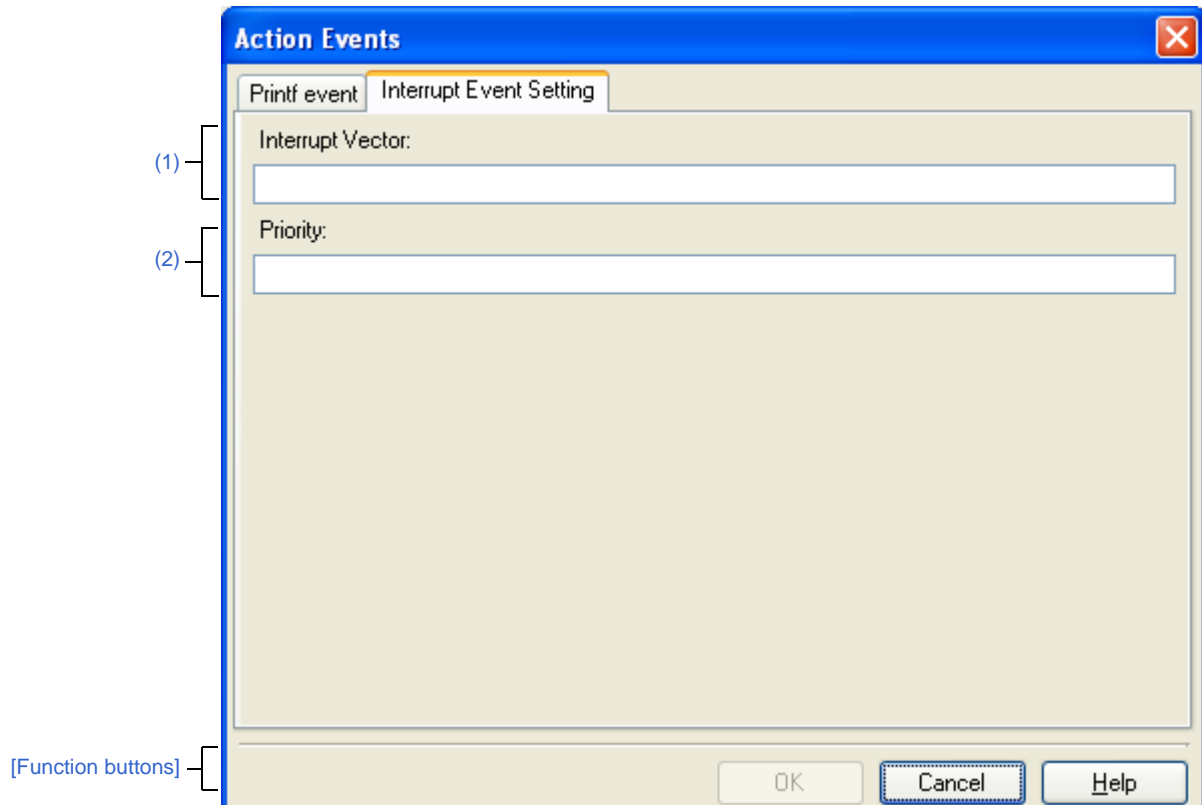 Action Events
Printf event Interrupt Event Setting
(1)
Interrupt Vector:
(2)
Priority:
[Function buttons]
OK Cancel Help